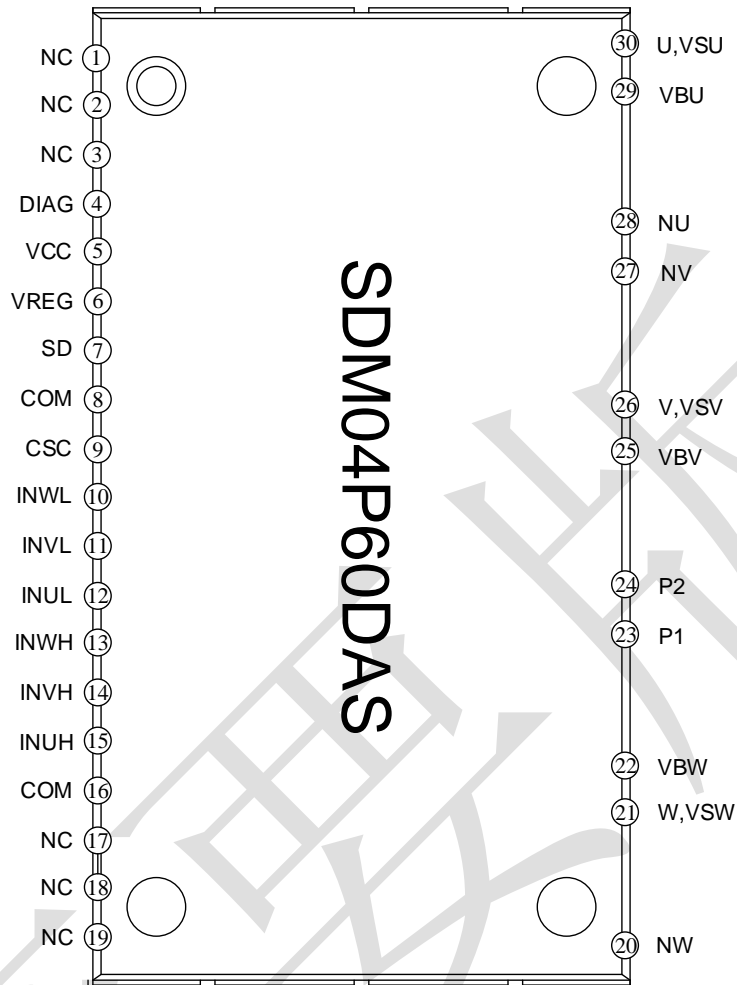 NC 1
NC 2
NC 3
DIAG 4
VCC 5
VREG 6
SD 7
COM 8
CSC 9
INWL 10
INVL 11
INUL 12
INWH 13
INVH 14
INUH 15
COM 16
NC 17
NC 18
NC 19
SDM04P60DAS
30 U,VSU
29 VBU
28 NU
27 NV
26 V,VSV
25 VBV
24 P2
23 P1
22 VBW
21 W,VSW
20 NW